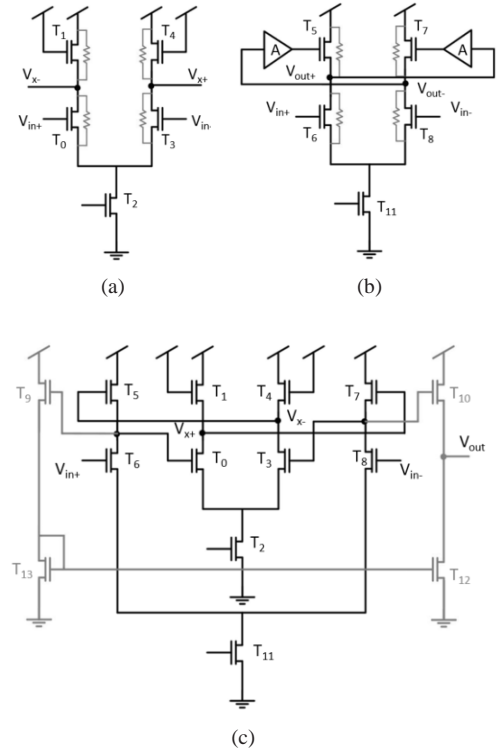 T1 T4
Vx- Vx+
Vin+ Vin-
T0 T3
T2
(a)
A T5 T7 A
Vout+ Vout-
Vin+ Vin-
T6 T8
T11
(b)
T9 T5 T1 T4 T7 T10
Vx+ Vx- Vout
Vin+ T6 T0 T3 T8 Vin-
T2
T13 T12
T11
(c)